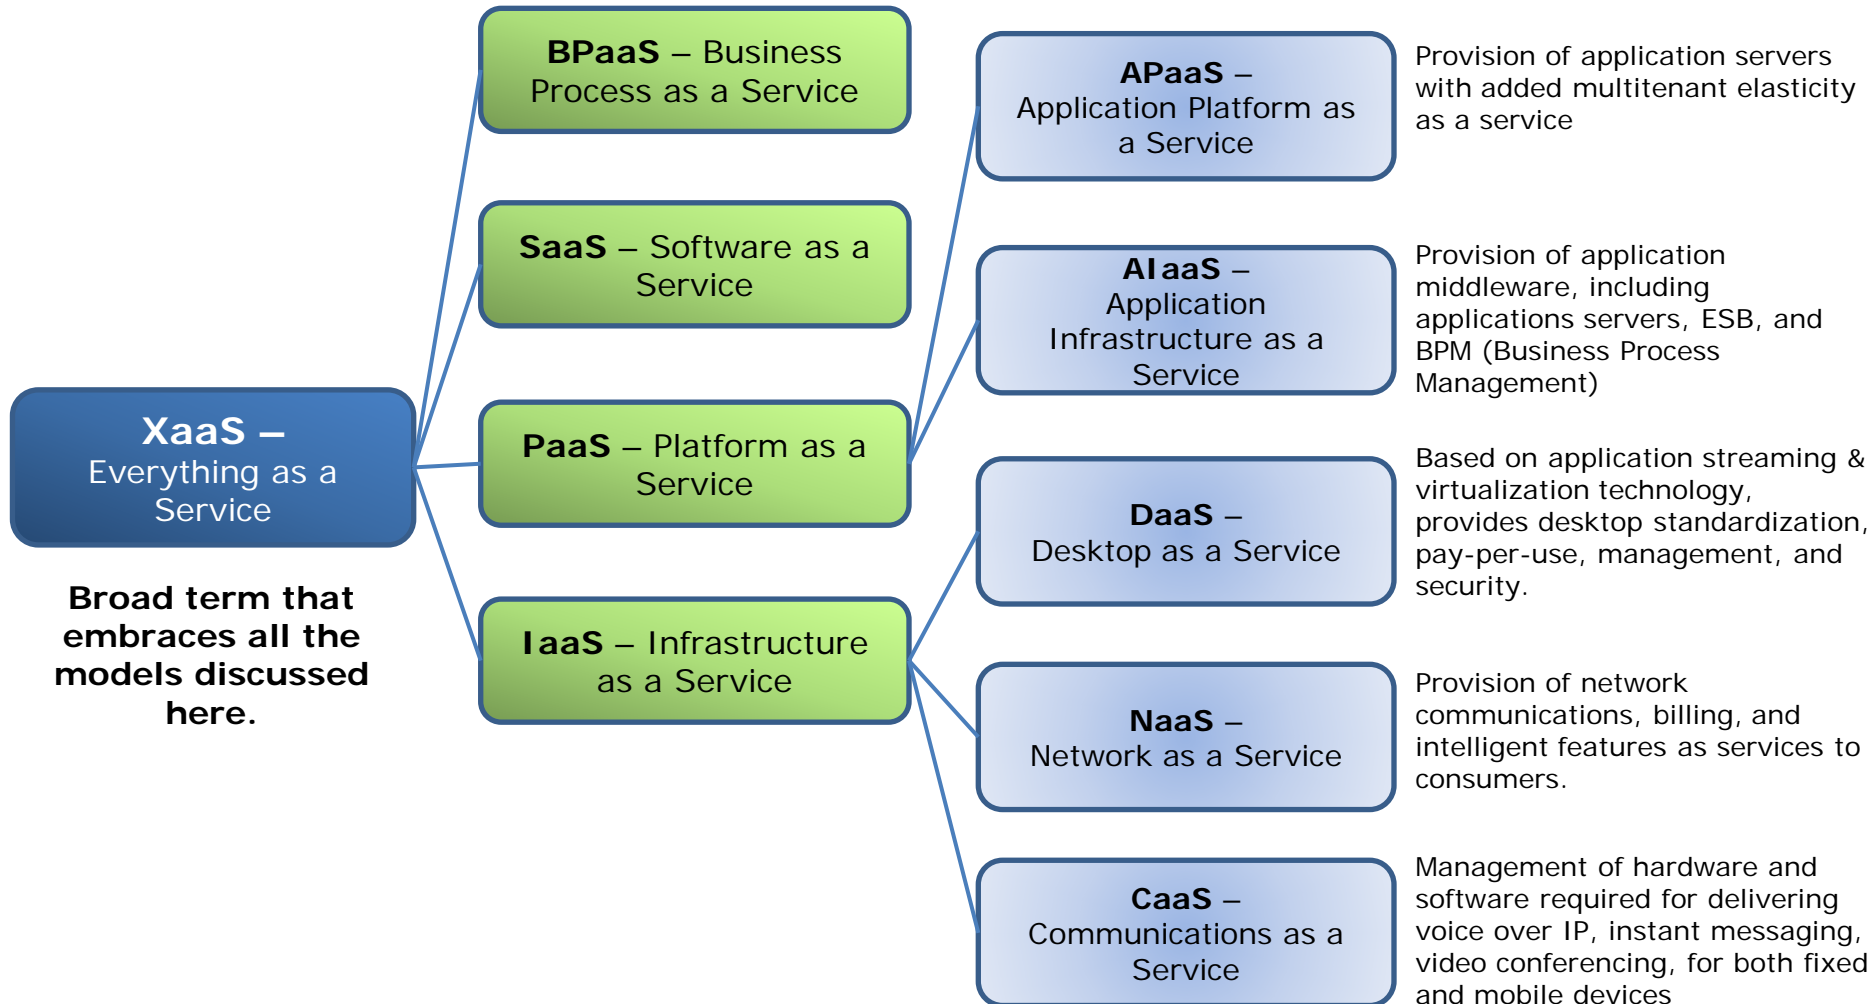 BPaaS – Business
Process as a Service
SaaS – Software as a
Service
XaaS –
Everything as a
Service
Broad term that
embraces all the
models discussed
here.
PaaS – Platform as a
Service
IaaS – Infrastructure
as a Service
APaaS –
Application Platform as
a Service
Provision of application servers
with added multitenant elasticity
as a service
AIaaS –
Application
Infrastructure as a
Service
Provision of application
middleware, including
applications servers, ESB, and
BPM (Business Process
Management)
DaaS –
Desktop as a Service
Based on application streaming &
virtualization technology,
provides desktop standardization,
pay-per-use, management, and
security.
NaaS –
Network as a Service
Provision of network
communications, billing, and
intelligent features as services to
consumers.
CaaS –
Communications as a
Service
Management of hardware and
software required for delivering
voice over IP, instant messaging,
video conferencing, for both fixed
and mobile devices